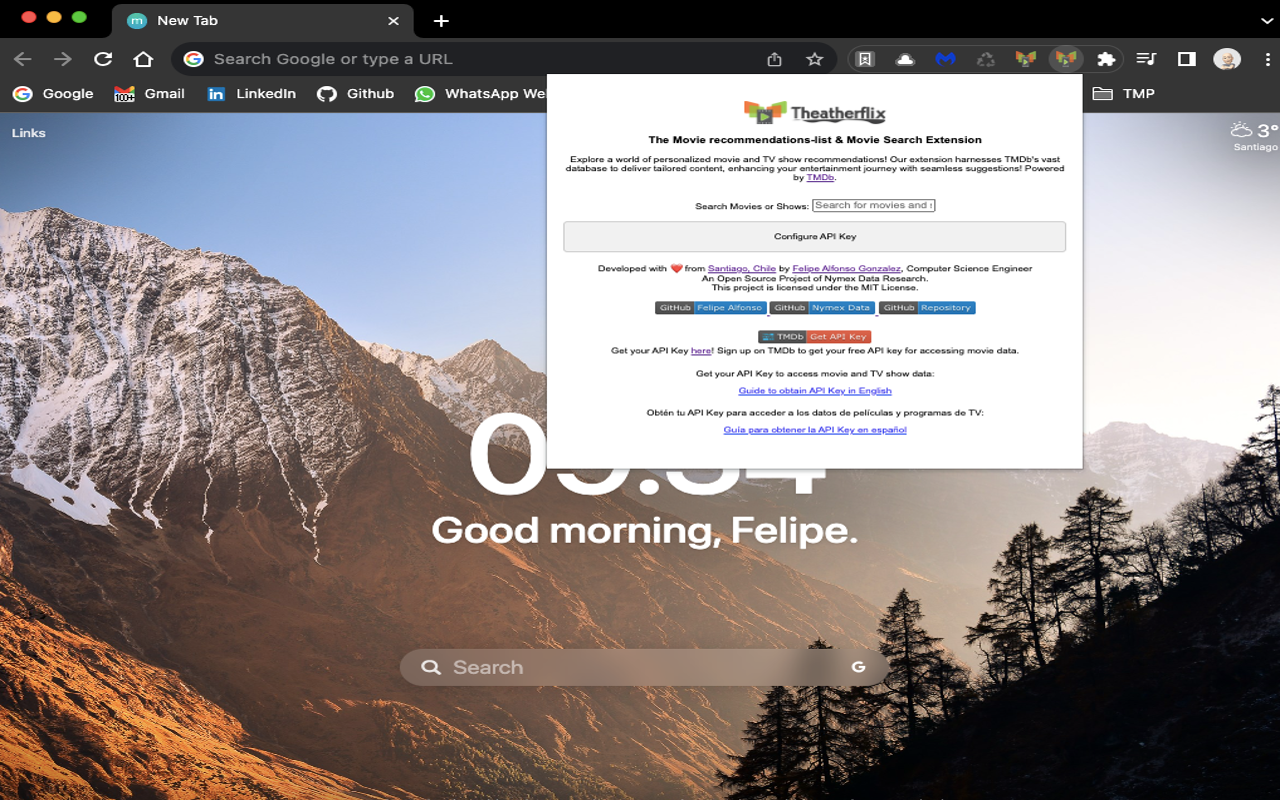 New Tab
Search Google or type a URL
Google
100+
Gmail
LinkedIn
Github
WhatsApp We
TMP
Links
3°
Santiago
Theatherflix
The Movie recommendations-list & Movie Search Extension
Explore a world of personalized movie and TV show recommendations! Our extension harnesses TMDb's vast
database to deliver tailored content, enhancing your entertainment journey with seamless suggestions! Powered
by TMDb.
Search Movies or Shows: Search for movies and
Configure API Key
Developed with ❤️ from Santiago, Chile by Felipe Alfonso Gonzalez, Computer Science Engineer
An Open Source Project of Nymex Data Research.
This project is licensed under the MIT License.
GitHub Felipe Alfonso GitHub Nymex Data GitHub Repository
TMDb Get API Key
Get your API Key here! Sign up on TMDb to get your free API key for accessing movie data.
Get your API Key to access movie and TV show data:
Guide to obtain API Key in English
Obtén tu API Key para acceder a los datos de películas y programas de TV:
Guía para obtener la API Key en español
Good morning, Felipe.
Search